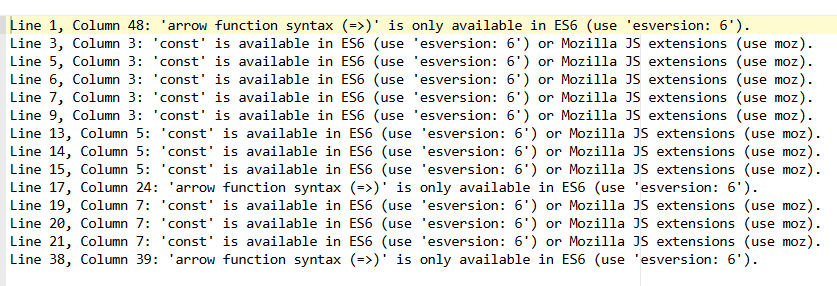 Line 1, Column 48: 'arrow function syntax (=>)' is only available in ES6 (use 'esversion: 6').
Line 3, Column 3: 'const' is available in ES6 (use 'esversion: 6') or Mozilla JS extensions (use moz).
Line 5, Column 3: 'const' is available in ES6 (use 'esversion: 6') or Mozilla JS extensions (use moz).
Line 6, Column 3: 'const' is available in ES6 (use 'esversion: 6') or Mozilla JS extensions (use moz).
Line 7, Column 3: 'const' is available in ES6 (use 'esversion: 6') or Mozilla JS extensions (use moz).
Line 9, Column 3: 'const' is available in ES6 (use 'esversion: 6') or Mozilla JS extensions (use moz).
Line 13, Column 5: 'const' is available in ES6 (use 'esversion: 6') or Mozilla JS extensions (use moz).
Line 14, Column 5: 'const' is available in ES6 (use 'esversion: 6') or Mozilla JS extensions (use moz).
Line 15, Column 5: 'const' is available in ES6 (use 'esversion: 6') or Mozilla JS extensions (use moz).
Line 17, Column 24: 'arrow function syntax (=>)' is only available in ES6 (use 'esversion: 6').
Line 19, Column 7: 'const' is available in ES6 (use 'esversion: 6') or Mozilla JS extensions (use moz).
Line 20, Column 7: 'const' is available in ES6 (use 'esversion: 6') or Mozilla JS extensions (use moz).
Line 21, Column 7: 'const' is available in ES6 (use 'esversion: 6') or Mozilla JS extensions (use moz).
Line 38, Column 39: 'arrow function syntax (=>)' is only available in ES6 (use 'esversion: 6').